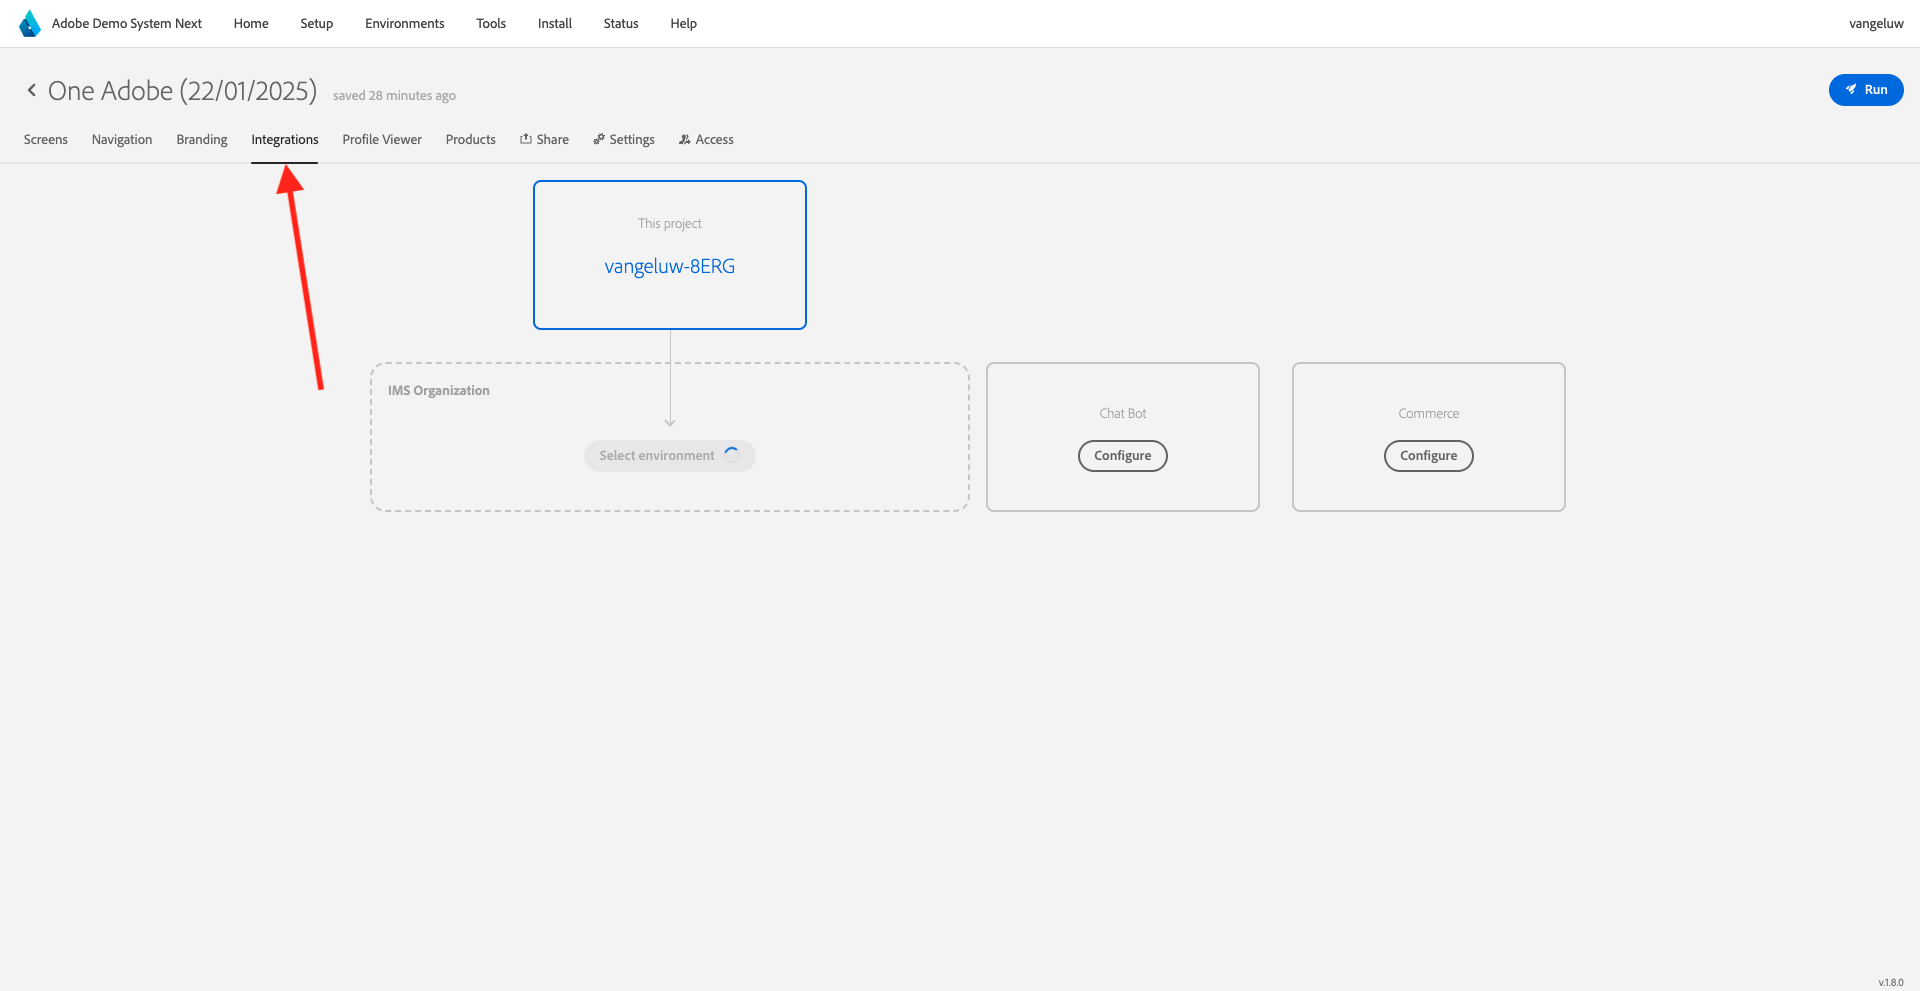 Adobe Demo System Next Home Setup Environments Tools Install Status Help vangeluw
One Adobe (22/01/2025) saved 28 minutes ago Run
Screens Navigation Branding Integrations Profile Viewer Products Share Settings Access
This project
vangeluw-8ERG
IMS Organization
Select environment
Chat Bot
Configure
Commerce
Configure
v.1.8.0